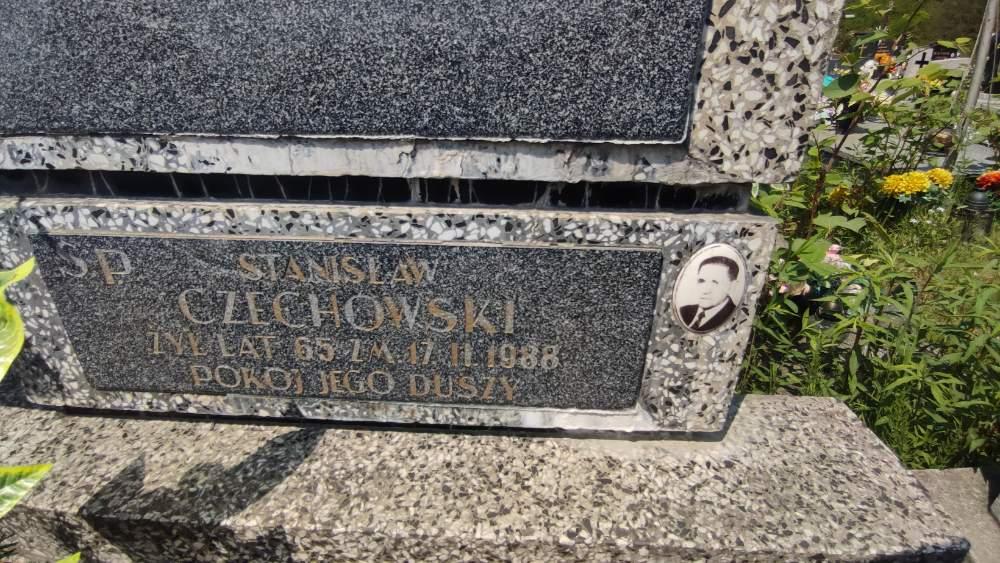 ŚP STANISŁAW
CZECHOWSKI
ŻYŁ LAT 65 ZM. 17 II 1988
POKÓJ JEGO DUSZY